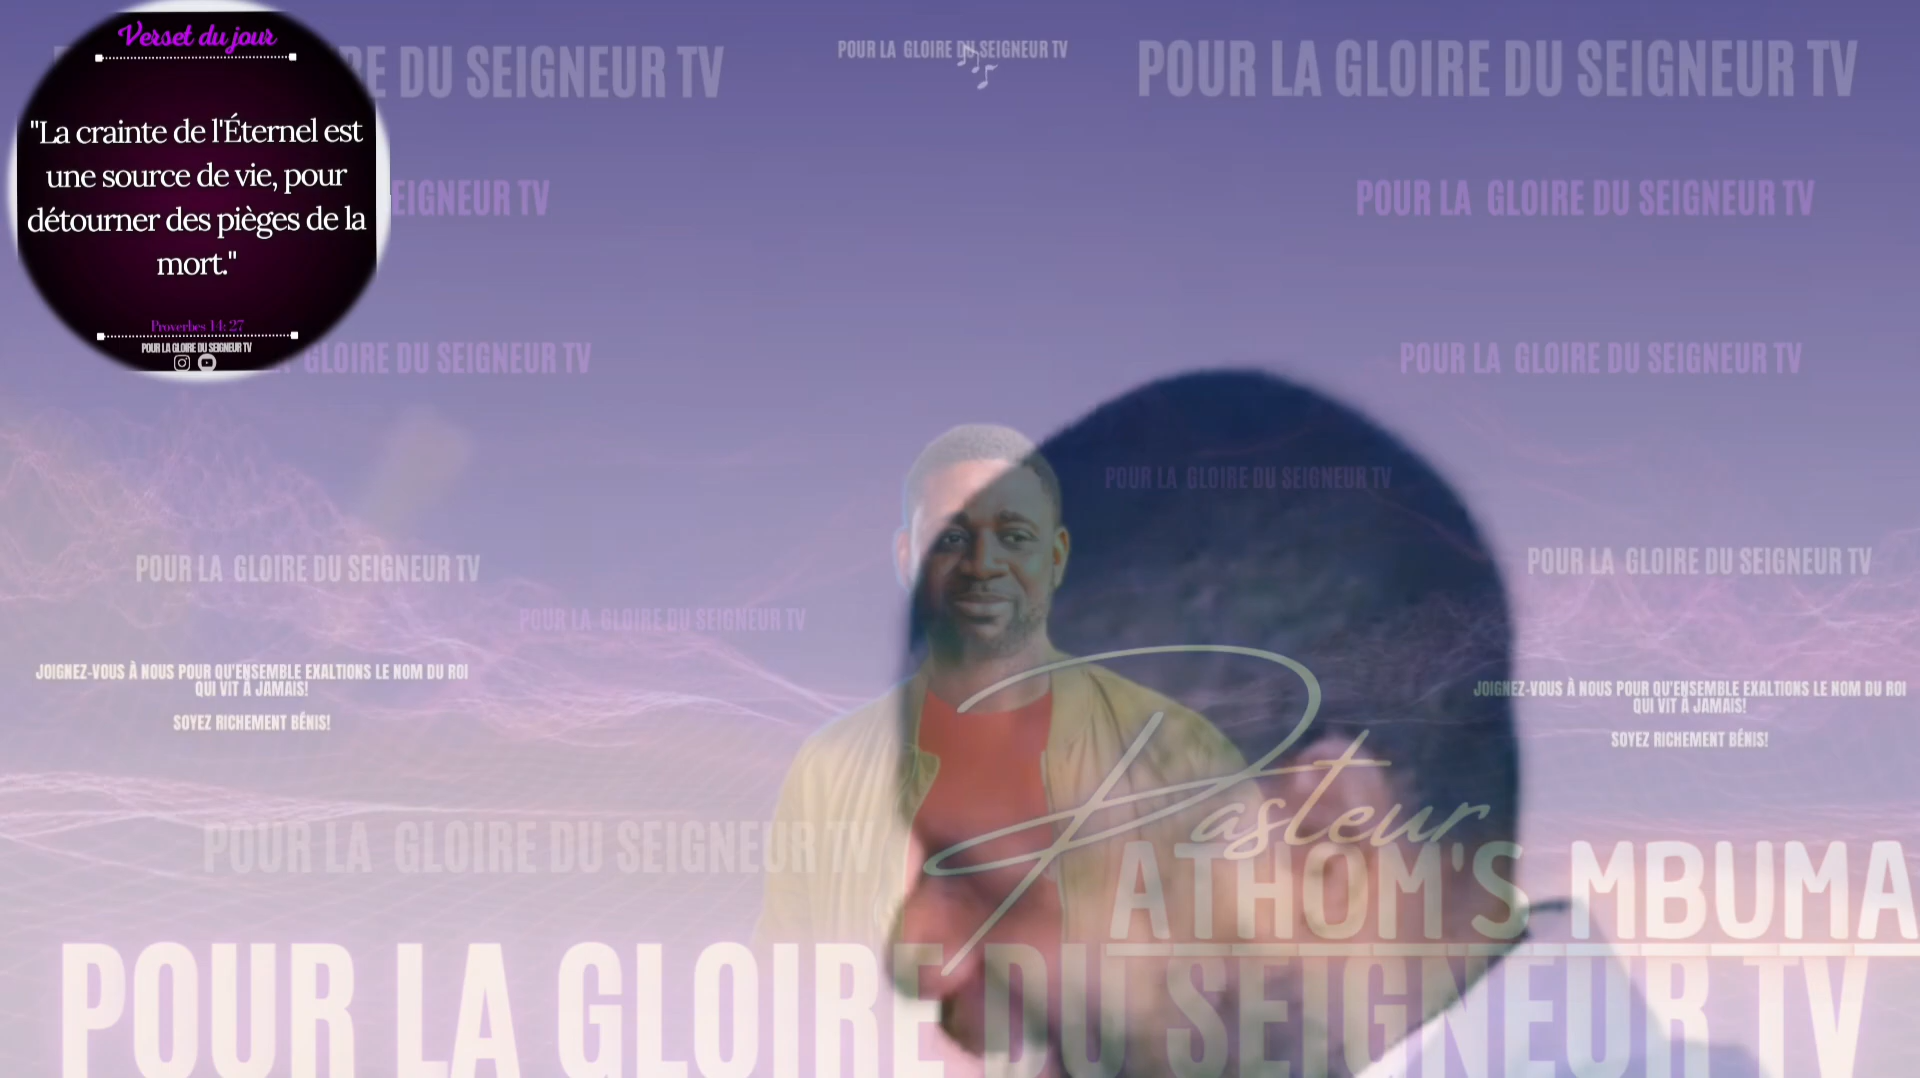 Verset du jour
"La crainte de l'Éternel est
une source de vie, pour
détourner des pièges de la
mort."
Proverbes 14: 27
POUR LA GLOIRE DU SEIGNEUR TV
RE DU SEIGNEUR TV
POUR LA GLOIRE DU SEIGNEUR TV
POUR LA GLOIRE DU SEIGNEUR TV
EIGNEUR TV
POUR LA GLOIRE DU SEIGNEUR TV
GLOIRE DU SEIGNEUR TV
POUR LA GLOIRE DU SEIGNEUR TV
POUR LA GLOIRE DU SEIGNEUR TV
POUR LA GLOIRE DU SEIGNEUR TV
POUR LA GLOIRE DU SEIGNEUR TV
POUR LA GLOIRE DU SEIGNEUR TV
JOIGNEZ-VOUS À NOUS POUR QU'ENSEMBLE EXALTIONS LE NOM DU ROI
QUI VIT À JAMAIS!
SOYEZ RICHEMENT BÉNIS!
JOIGNEZ-VOUS À NOUS POUR QU'ENSEMBLE EXALTIONS LE NOM DU ROI
QUI VIT À JAMAIS!
SOYEZ RICHEMENT BÉNIS!
POUR LA GLOIRE DU SEIGNEUR TV
Pasteur
ATHOM'S MBUMA
POUR LA GLOIRE DU SEIGNEUR TV